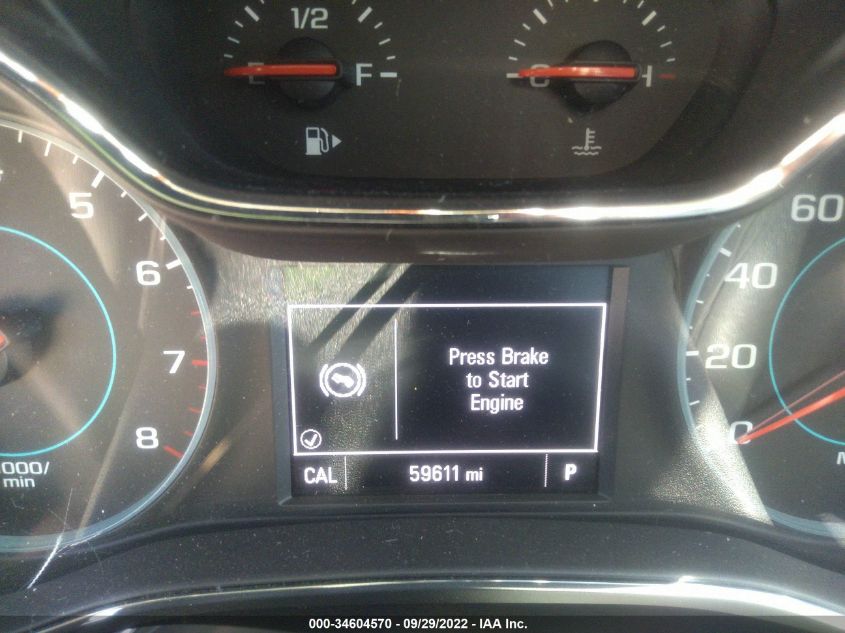 1/2
E F
C H
5
6
7
8
000/
min
60
40
20
0
Press Brake
to Start
Engine
CAL 59611 mi P
000-34604570 - 09/29/2022 - IAA Inc.